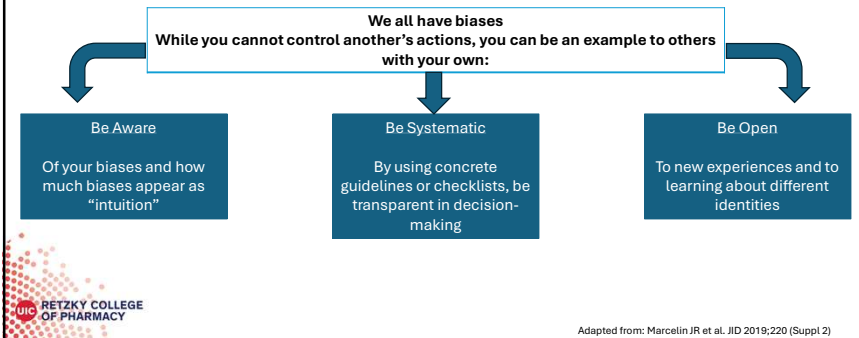 We all have biases
While you cannot control another's actions, you can be an example to others
with your own:
Be Aware
Of your biases and how
much biases appear as
“intuition”
Be Systematic
By using concrete
guidelines or checklists, be
transparent in decision-
making
Be Open
To new experiences and to
learning about different
identities
UIC RETZKY COLLEGE
OF PHARMACY
Adapted from: Marcelin JR et al. JID 2019;220 (Suppl 2)